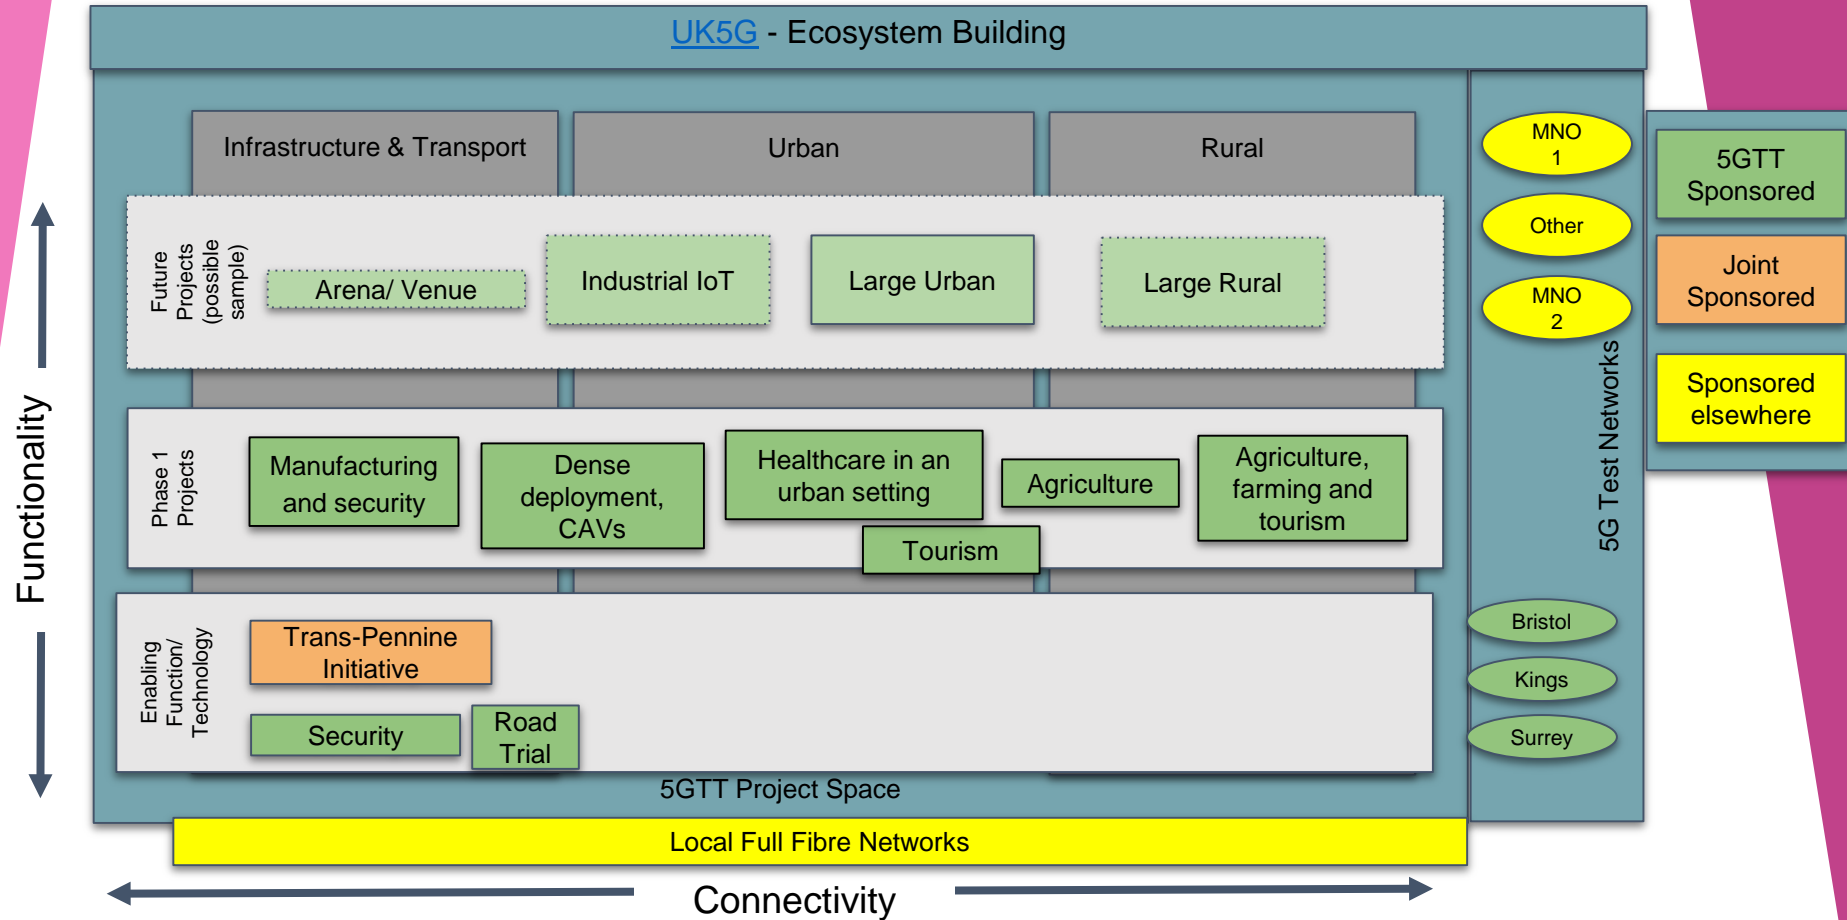 UK5G - Ecosystem Building
Infrastructure & Transport
Urban
Rural
Future
Projects
(possible
sample)
Arena/ Venue
Industrial IoT
Large Urban
Large Rural
Phase 1
Projects
Manufacturing
and security
Dense
deployment,
CAVs
Healthcare in an
urban setting
Tourism
Agriculture
Agriculture,
farming and
tourism
Enabling
Function/
Technology
Trans-Pennine
Initiative
Security
Road
Trial
5GTT Project Space
Local Full Fibre Networks
MNO
1
Other
MNO
2
5G Test Networks
Bristol
Kings
Surrey
5GTT
Sponsored
Joint
Sponsored
Sponsored
elsewhere
Functionality
Connectivity